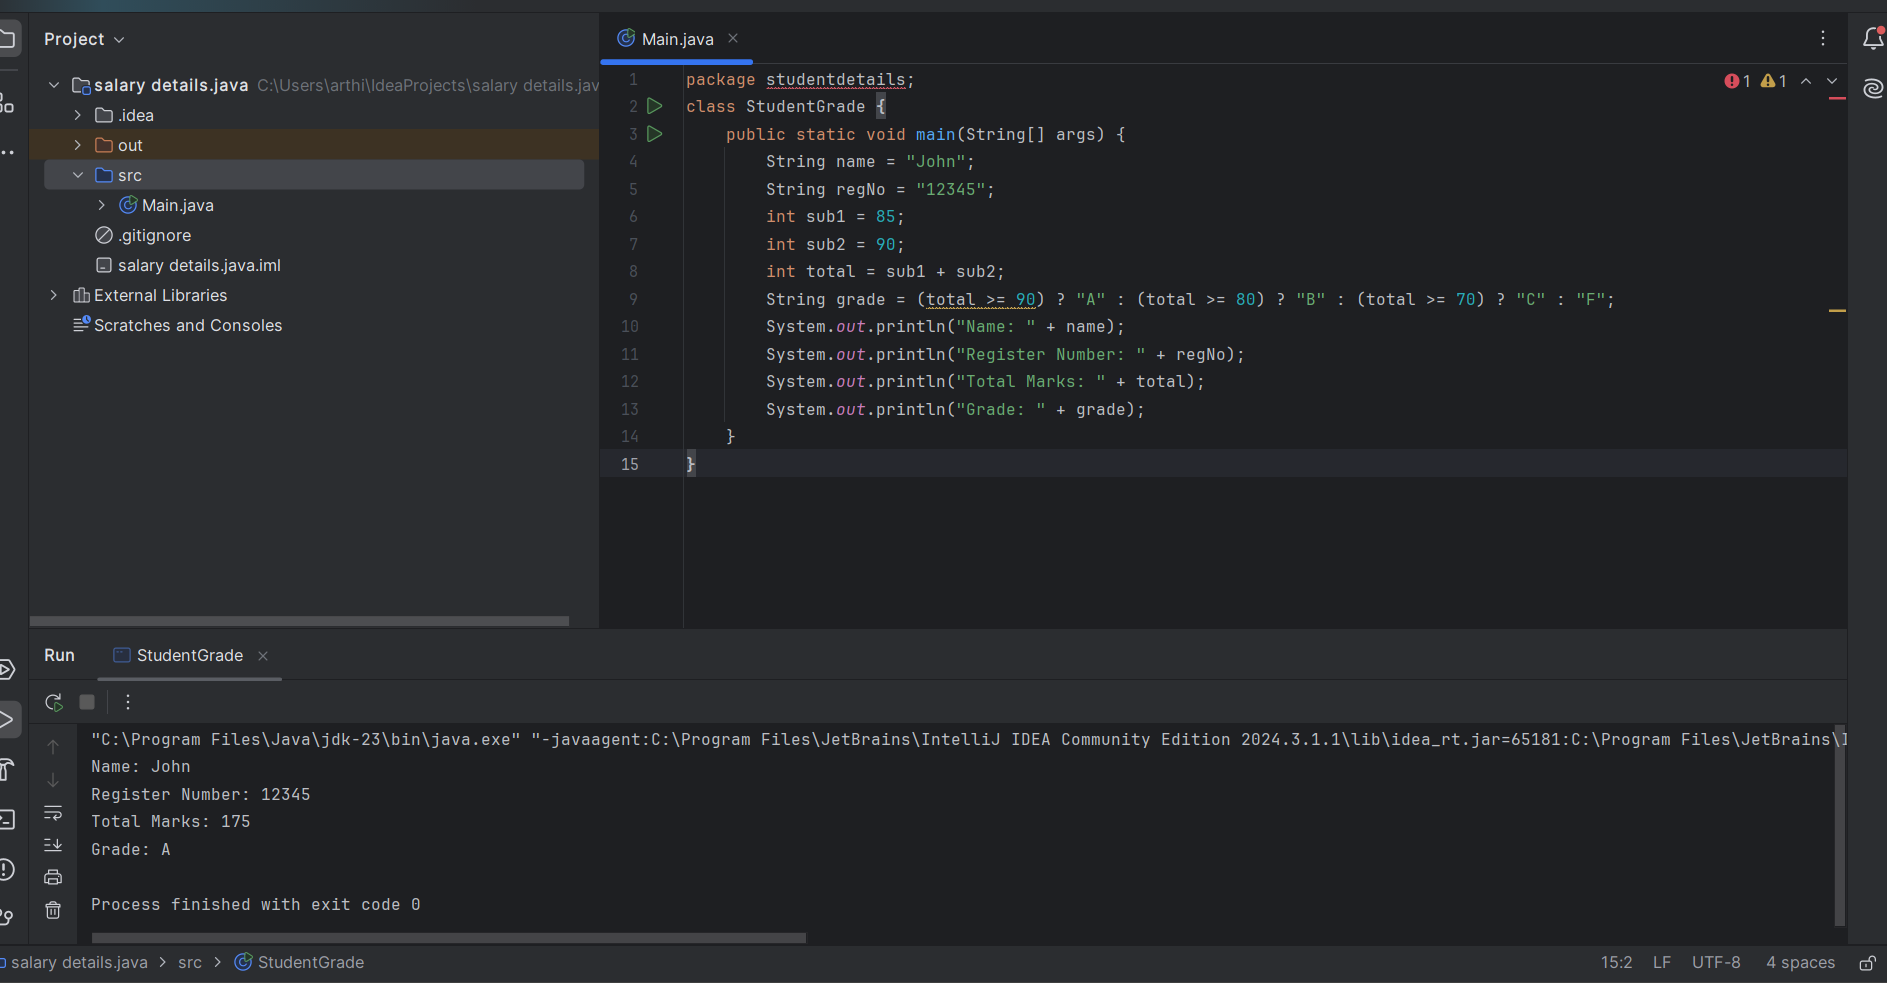 Project
Main.java
salary details.java C:\Users\arthi\IdeaProjects\salary details.jav
.idea
out
src
Main.java
.gitignore
salary details.java.iml
External Libraries
Scratches and Consoles
1 package studentdetails;
1 1
2 class StudentGrade {
3 public static void main(String[] args) {
4 String name = "John";
5 String regNo = "12345";
6 int sub1 = 85;
7 int sub2 = 90;
8 int total = sub1 + sub2;
9 String grade = (total >= 90) ? "A" : (total >= 80) ? "B" : (total >= 70) ? "C" : "F";
10 System.out.println("Name: " + name);
11 System.out.println("Register Number: " + regNo);
12 System.out.println("Total Marks: " + total);
13 System.out.println("Grade: " + grade);
14 }
15 }
Run StudentGrade
"C:\Program Files\Java\jdk-23\bin\java.exe" "-javaagent:C:\Program Files\JetBrains\IntelliJ IDEA Community Edition 2024.3.1.1\lib\idea_rt.jar=65181:C:\Program Files\JetBrains\I
Name: John
Register Number: 12345
Total Marks: 175
Grade: A
Process finished with exit code 0
salary details.java > src > StudentGrade
15:2 LF UTF-8 4 spaces